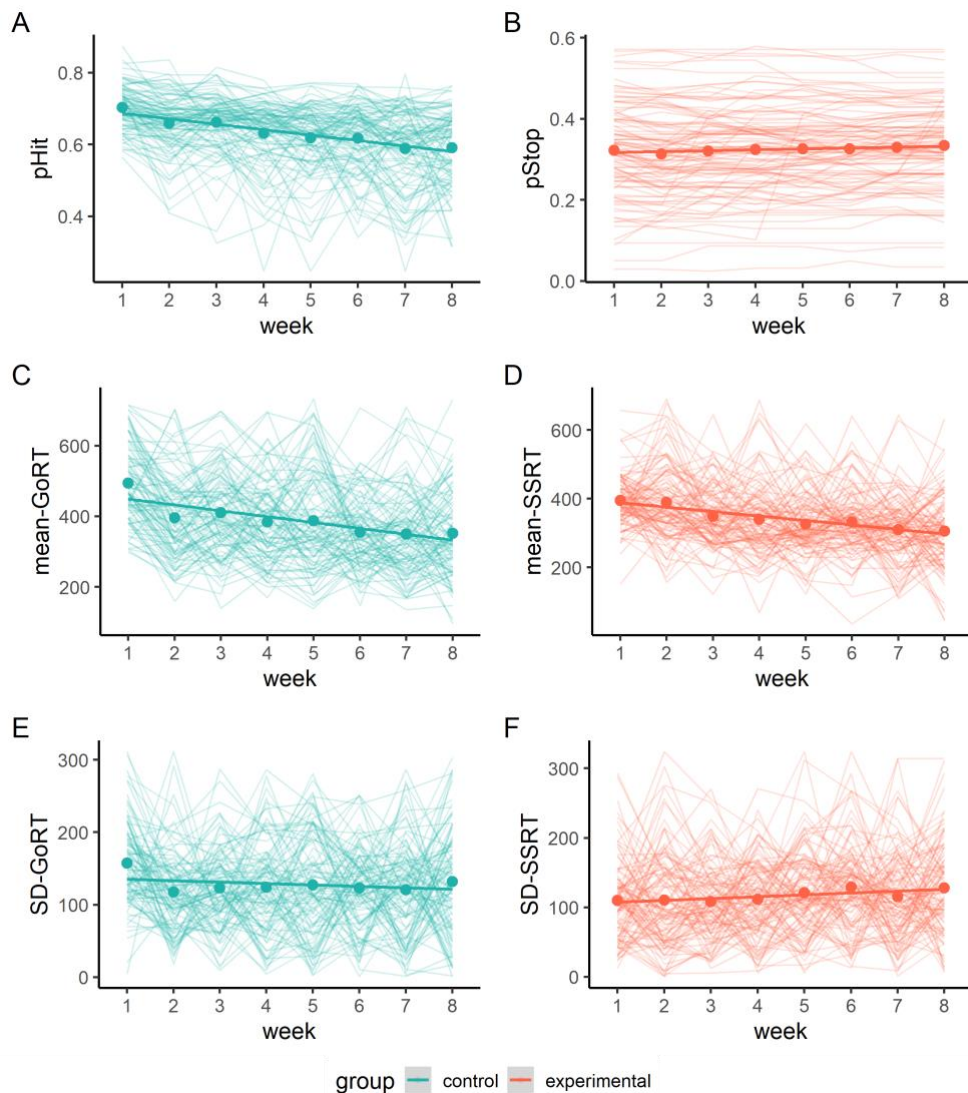 A
pHit
0.8
0.6
0.4
1 2 3 4 5 6 7 8
week
B
pStop
0.6
0.4
0.2
0.0
1 2 3 4 5 6 7 8
week
C
mean-GoRT
600
400
200
1 2 3 4 5 6 7 8
week
D
mean-SSRT
600
400
200
1 2 3 4 5 6 7 8
week
E
SD-GoRT
300
200
100
0
1 2 3 4 5 6 7 8
week
F
SD-SSRT
300
200
100
0
1 2 3 4 5 6 7 8
week
group control experimental